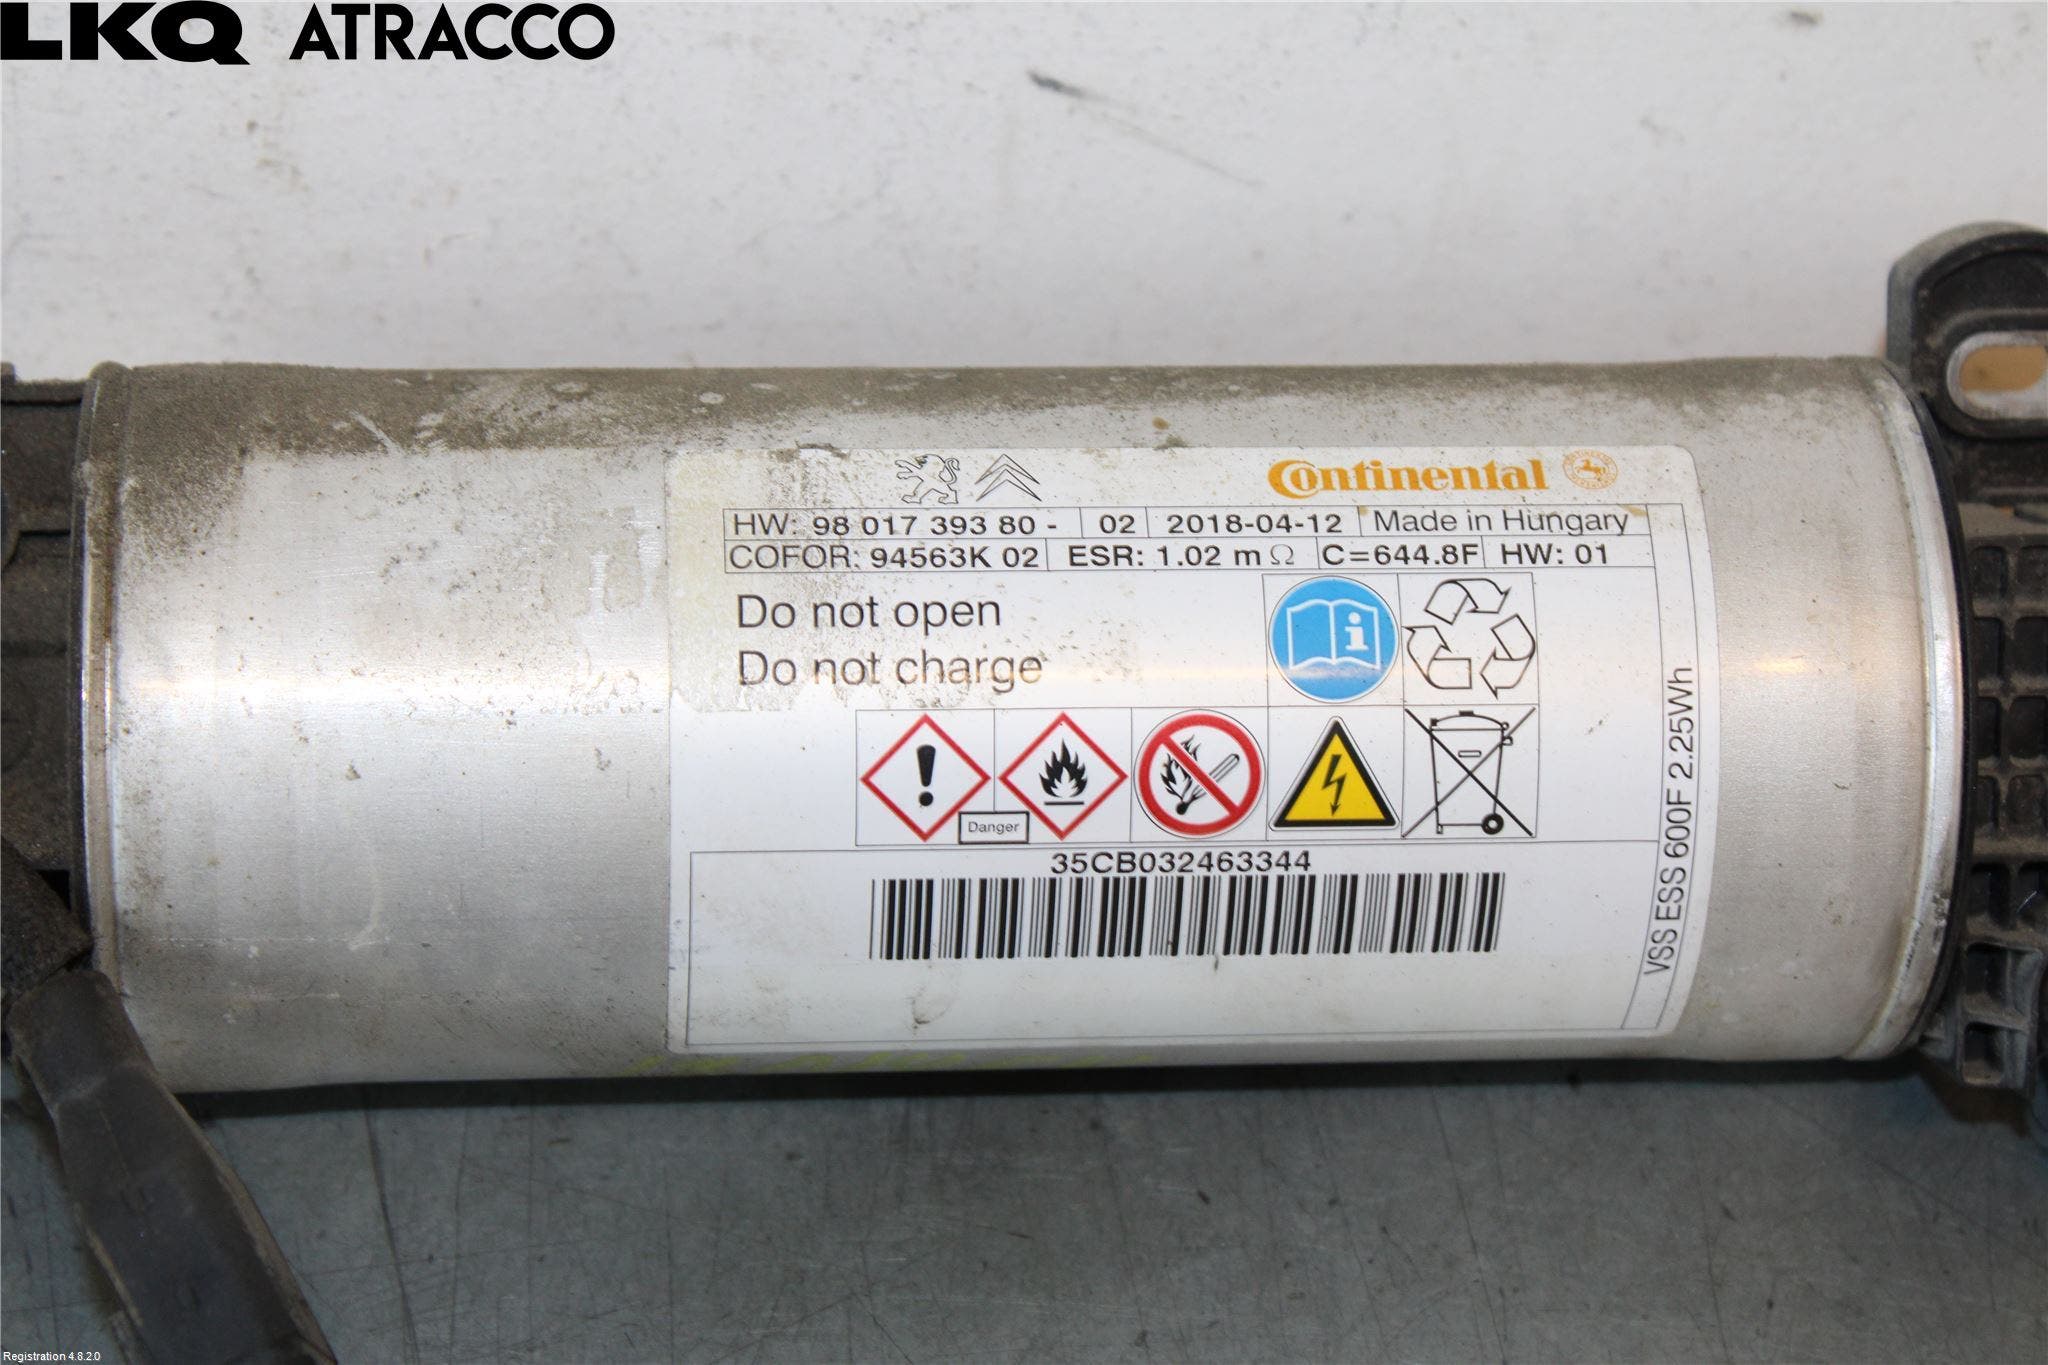 LKQ ATRACCO
Continental
HW: 98 017 393 80 - 02 2018-04-12 Made in Hungary
COFOR: 94563K 02 ESR: 1.02 m Ω C=644.8F HW: 01
Do not open
Do not charge
Danger
35CB032463344
VSS ESS 600F 2.25Wh
Registration 4.8.2.0